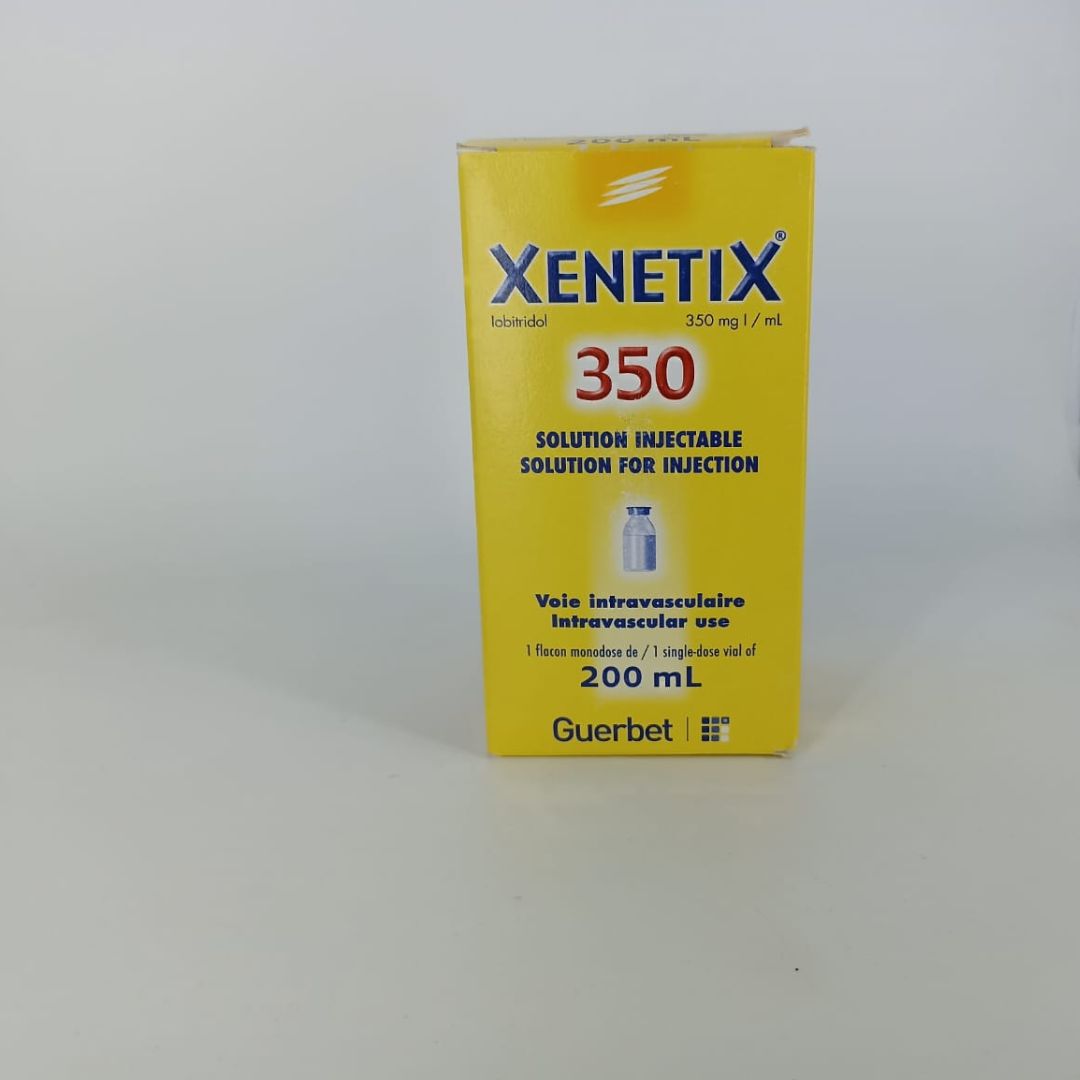 200 mL
XENETIX®
Iobitridol 350 mg I / mL
350
SOLUTION INJECTABLE
SOLUTION FOR INJECTION
Voie intravasculaire
Intravascular use
1 flacon monodose de / 1 single-dose vial of
200 mL
Guerbet